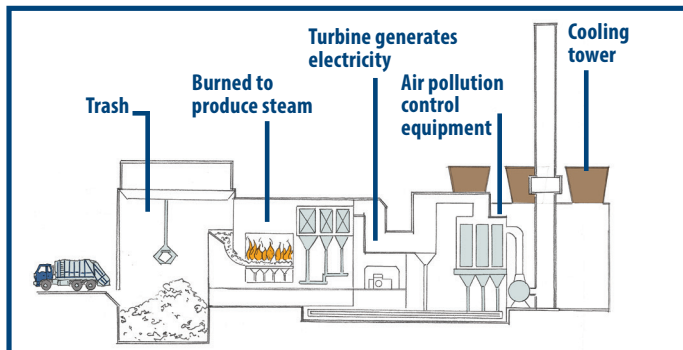 Trash
Burned to
produce steam
Turbine generates
electricity
Air pollution
control
equipment
Cooling
tower